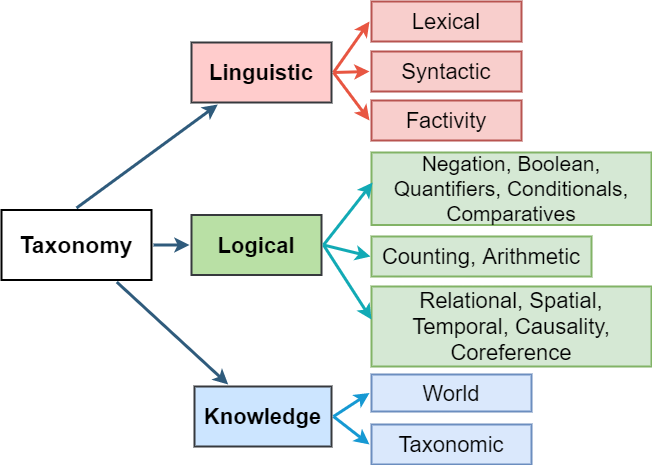 Taxonomy
Linguistic
Lexical
Syntactic
Factivity
Logical
Negation, Boolean,
Quantifiers, Conditionals,
Comparatives
Counting, Arithmetic
Relational, Spatial,
Temporal, Causality,
Coreference
Knowledge
World
Taxonomic